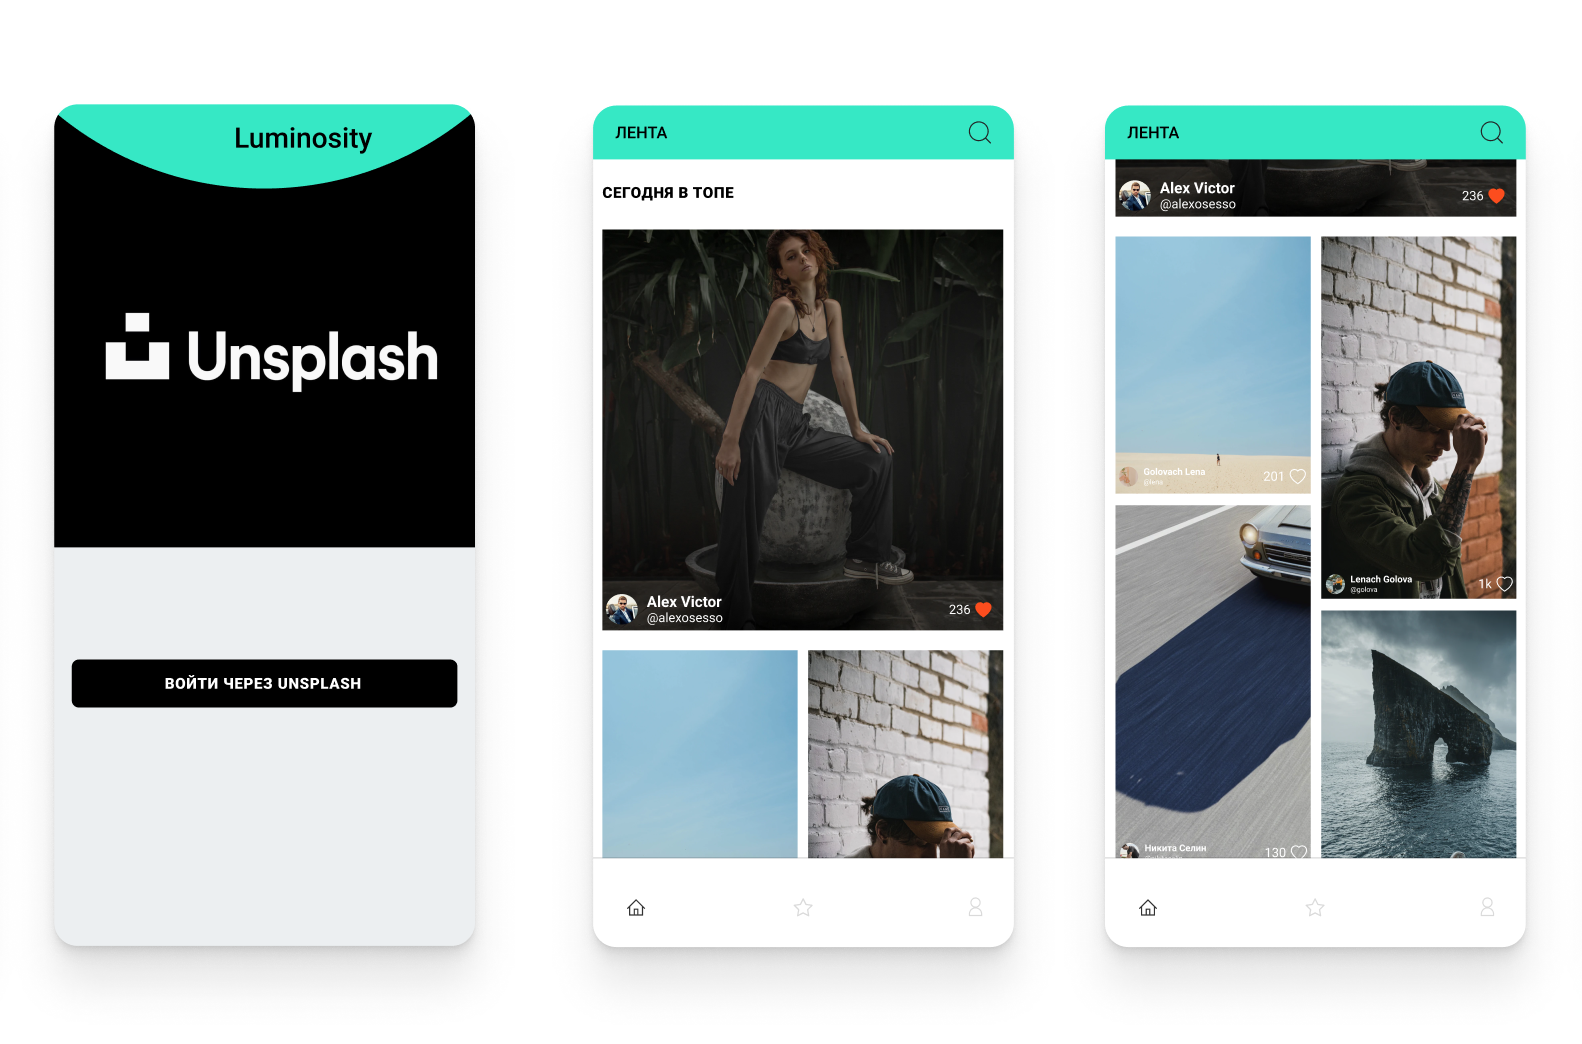 Luminosity
Unsplash
ВОЙТИ ЧЕРЕЗ UNSPLASH
ЛЕНТА
СЕГОДНЯ В ТОПЕ
Alex Victor
@alexosesso
236
ЛЕНТА
Alex Victor
@alexosesso
236
Golovach Lena
@lena
201
Lenach Golova
@golova
1k
Никита Селин
130